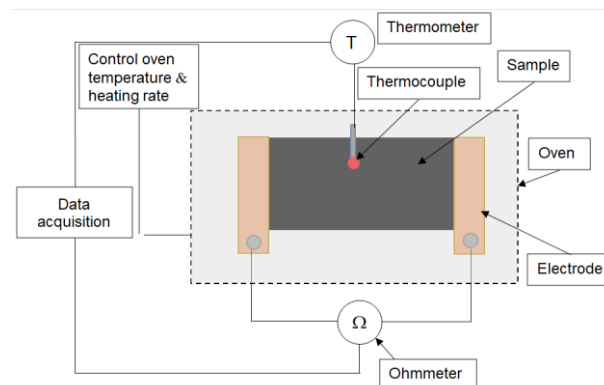 T
Thermometer
Control oven
temperature &
heating rate
Thermocouple
Sample
Oven
Data
acquisition
Electrode
Ω
Ohmmeter